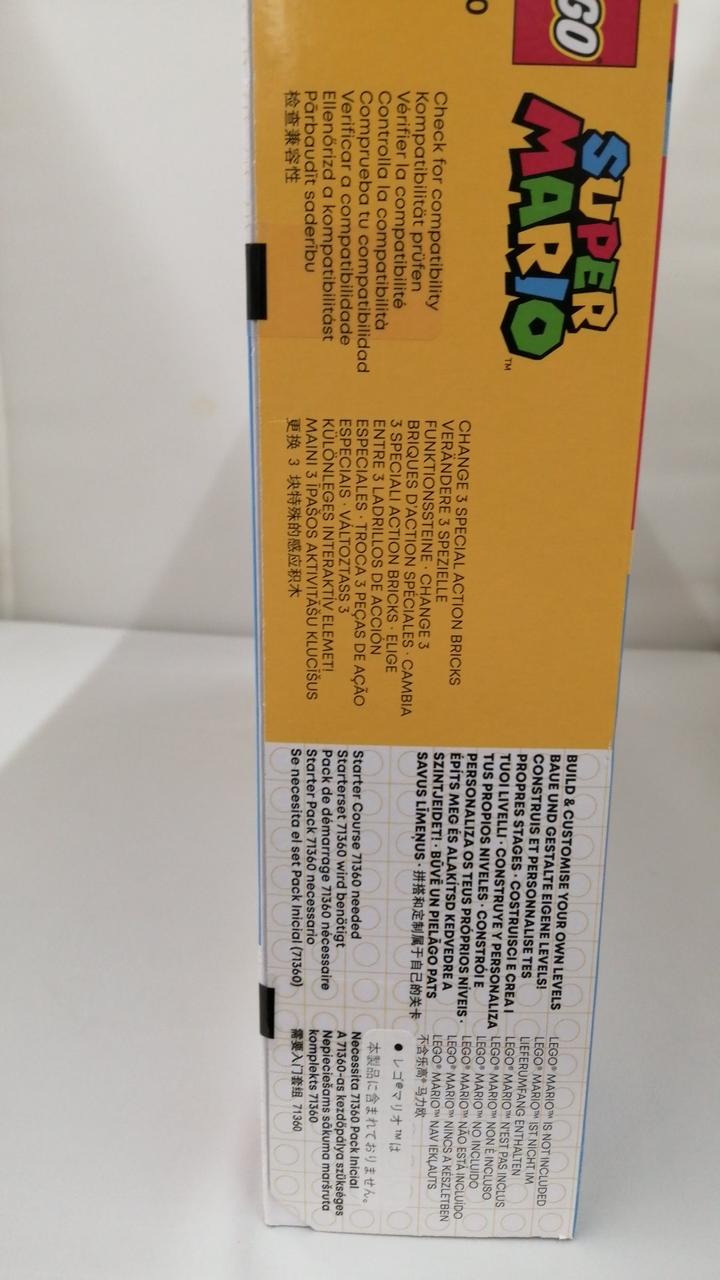 GO
SUPER
MARIO™
Check for compatibility
Kompatibilität prüfen
Vérifier la compatibilité
Controlla la compatibilità
Comprueba tu compatibilidad
Verificar a compatibilidade
Ellenőrizd a kompatibilitást
Pārbaudīt saderību
检查兼容性
CHANGE 3 SPECIAL ACTION BRICKS
VERÄNDERE 3 SPEZIELLE
FUNKTIONSSTEINE · CHANGE 3
BRIQUES D'ACTION SPÉCIALES · CAMBIA
3 SPECIALI ACTION BRICKS · ELIGE
ENTRE 3 LADRILLOS DE ACCIÓN
ESPECIALES · TROCA 3 PEÇAS DE AÇÃO
ESPECIAIS · VÁLTOZTASS 3
KÜLÖNLEGES INTERAKTÍV ELEMET!
MAINI 3 ĪPAŠOS AKTIVITĀŠU KLUCĪŠUS
更换 3 块特殊的感应积木
BUILD & CUSTOMISE YOUR OWN LEVELS
BAUE UND GESTALTE EIGENE LEVELS!
CONSTRUIS ET PERSONNALISE TES
PROPRES STAGES · COSTRUISCI E CREA I
TUOI LIVELLI · CONSTRUYE Y PERSONALIZA
TUS PROPIOS NIVELES · CONSTRÓI E
PERSONALIZA OS TEUS PRÓPRIOS NÍVEIS ·
ÉPÍTS MEG ÉS ALAKÍTSD KEDVEDRE A
SZINTJEIDET! · BŪVĒ UN PIELĀGO PATS
SAVUS LĪMEŅUS · 拼搭和定制属于自己的关卡
Starter Course 71360 needed
Starterset 71360 wird benötigt
Pack de démarrage 71360 nécessaire
Starter Pack 71360 necessario
Se necesita el set Pack Inicial (71360)
LEGO® MARIO™ IS NOT INCLUDED
LEGO® MARIO™ IST NICHT IM
LIEFERUMFANG ENTHALTEN
LEGO® MARIO™ N'EST PAS INCLUS
LEGO® MARIO™ NON È INCLUSO
LEGO® MARIO™ NO INCLUIDO
LEGO® MARIO™ NÃO ESTÁ INCLUÍDO
LEGO® MARIO™ NINCS A KÉSZLETBEN
LEGO® MARIO™ NAV IEKĻAUTS
不含乐高® 马力欧
● レゴ®マリオ™は
本製品に含まれておりません。
Necessita 71360 Pack Inicial
A 71360-as kezdőpálya szükséges
Nepieciešams sākuma maršruta
komplekts 71360
需要入门套组 71360